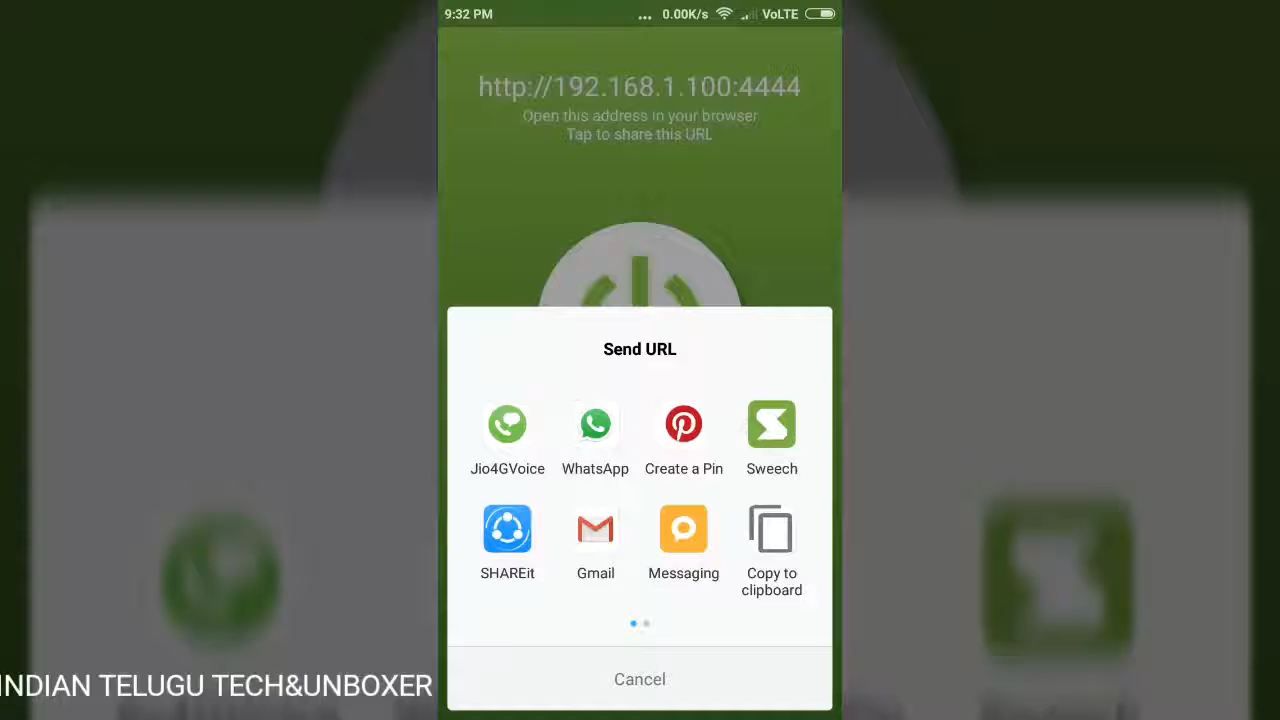 9:32 PM ... 0.00K/s VoLTE
http://192.168.1.100:4444
Open this address in your browser
Tap to share this URL
Send URL
Jio4GVoice WhatsApp Create a Pin Sweech
SHAREit Gmail Messaging Copy to
clipboard
Cancel
INDIAN TELUGU TECH&UNBOXER